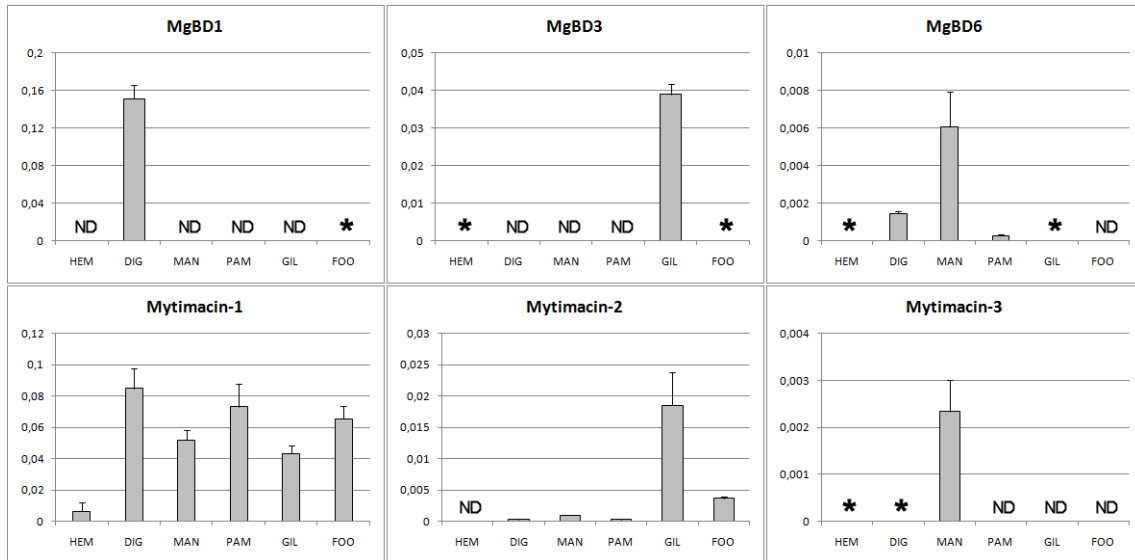 MgBD1
0,2
0,16
0,12
0,08
0,04
0
ND
ND
ND
ND
*
HEM DIG MAN PAM GIL FOO
MgBD3
0,05
0,04
0,03
0,02
0,01
0
*
ND
ND
ND
*
HEM DIG MAN PAM GIL FOO
MgBD6
0,01
0,008
0,006
0,004
0,002
0
*
*
ND
HEM DIG MAN PAM GIL FOO
Mytimacin-1
0,12
0,1
0,08
0,06
0,04
0,02
0
HEM DIG MAN PAM GIL FOO
Mytimacin-2
0,03
0,025
0,02
0,015
0,01
0,005
0
ND
HEM DIG MAN PAM GIL FOO
Mytimacin-3
0,004
0,003
0,002
0,001
0
*
*
ND
ND
ND
HEM DIG MAN PAM GIL FOO